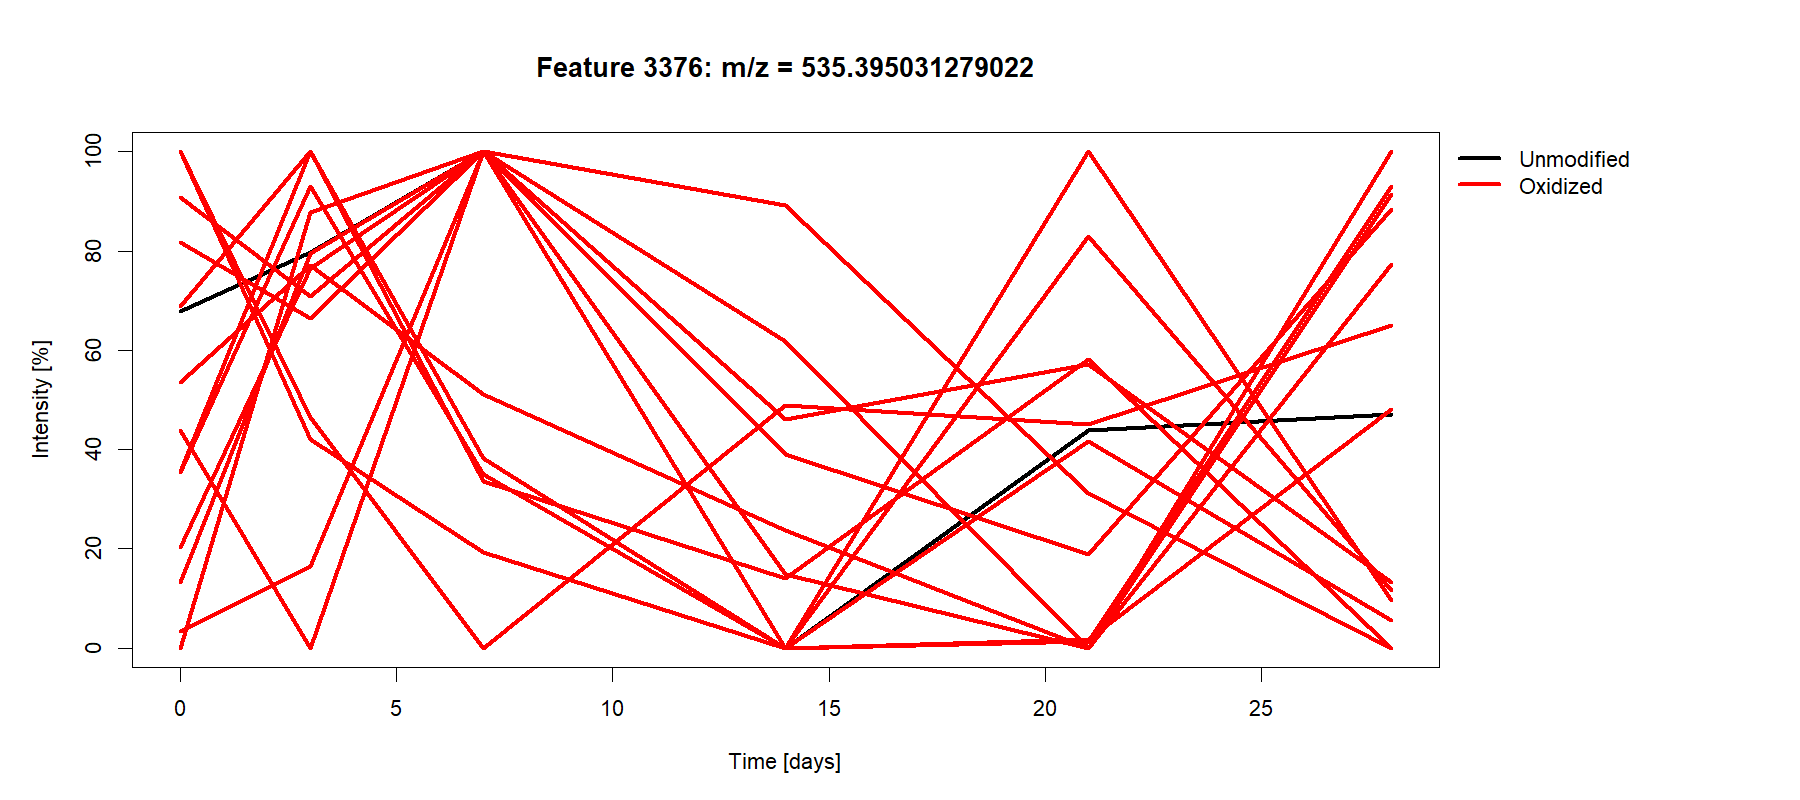 Feature 3376: m/z = 535.395031279022
Unmodified
Oxidized
Intensity [%]
100
80
60
40
20
0
0 5 10 15 20 25
Time [days]